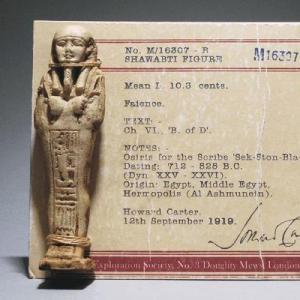 No. M/16307 - R
SHAWABTI FIGURE
M16307
Mean L. 10.3 cents.
Faience.
TEXT: -
Ch VI. 'B. of D'.
NOTES: -
Osiris for the Scribe 'Sek-Ston-Bla
Dating: 712 - 525 B.C.
(Dyn. XXV - XXVI).
Origin: Egypt, Middle Egypt,
Hermopolis (Al Ashmunein).
Howard Carter.
12th September 1919.
Exploration Society, No. 3 Doughty Mews London